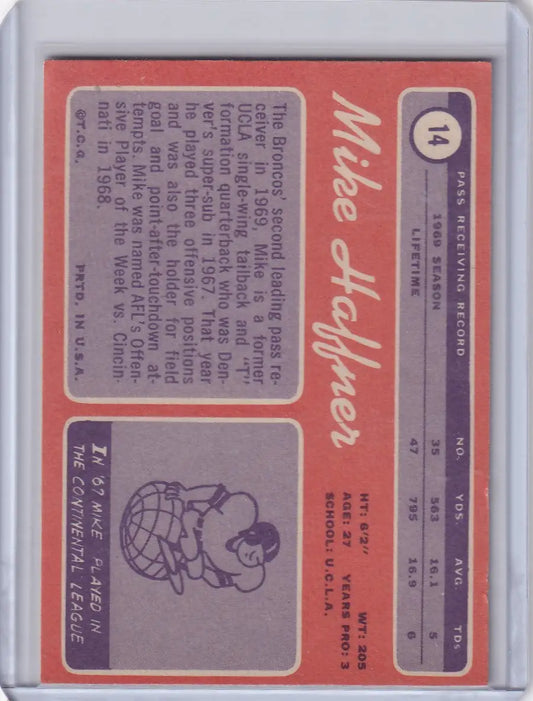 14
PASS RECEIVING RECORD NO. YDS AVG. TDs
1969 SEASON 35 563 16.1 5
LIFETIME 47 795 16.9 6
Mike Haffner
HT: 6'2" WT: 205
AGE: 27 YEARS PRO: 3
SCHOOL: U.C.L.A.
The Broncos' second leading pass re-
ceiver in 1969, Mike is a former
UCLA single-wing tailback and "T"
formation quarterback who was Den-
ver's super-sub in 1967. That year
he played three offensive positions
and was also the holder for field
goal and point-after-touchdown at-
tempts. Mike was named AFL's Offen-
sive Player of the Week vs. Cincin-
nati in 1968.
©T.C.G. PRTD. IN U.S.A.
IN '67 MIKE PLAYED IN
THE CONTINENTAL LEAGUE